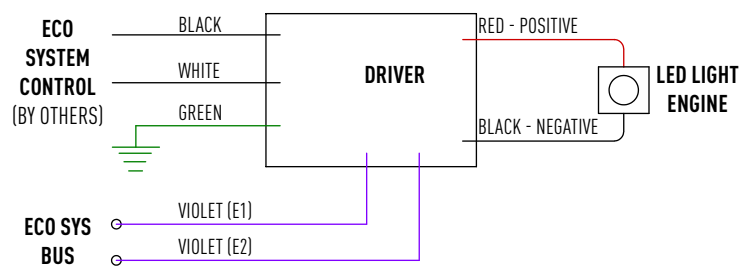 ECO
SYSTEM
CONTROL
(BY OTHERS)
BLACK
WHITE
GREEN
DRIVER
RED - POSITIVE
BLACK - NEGATIVE
LED LIGHT
ENGINE
ECO SYS
BUS
VIOLET (E1)
VIOLET (E2)